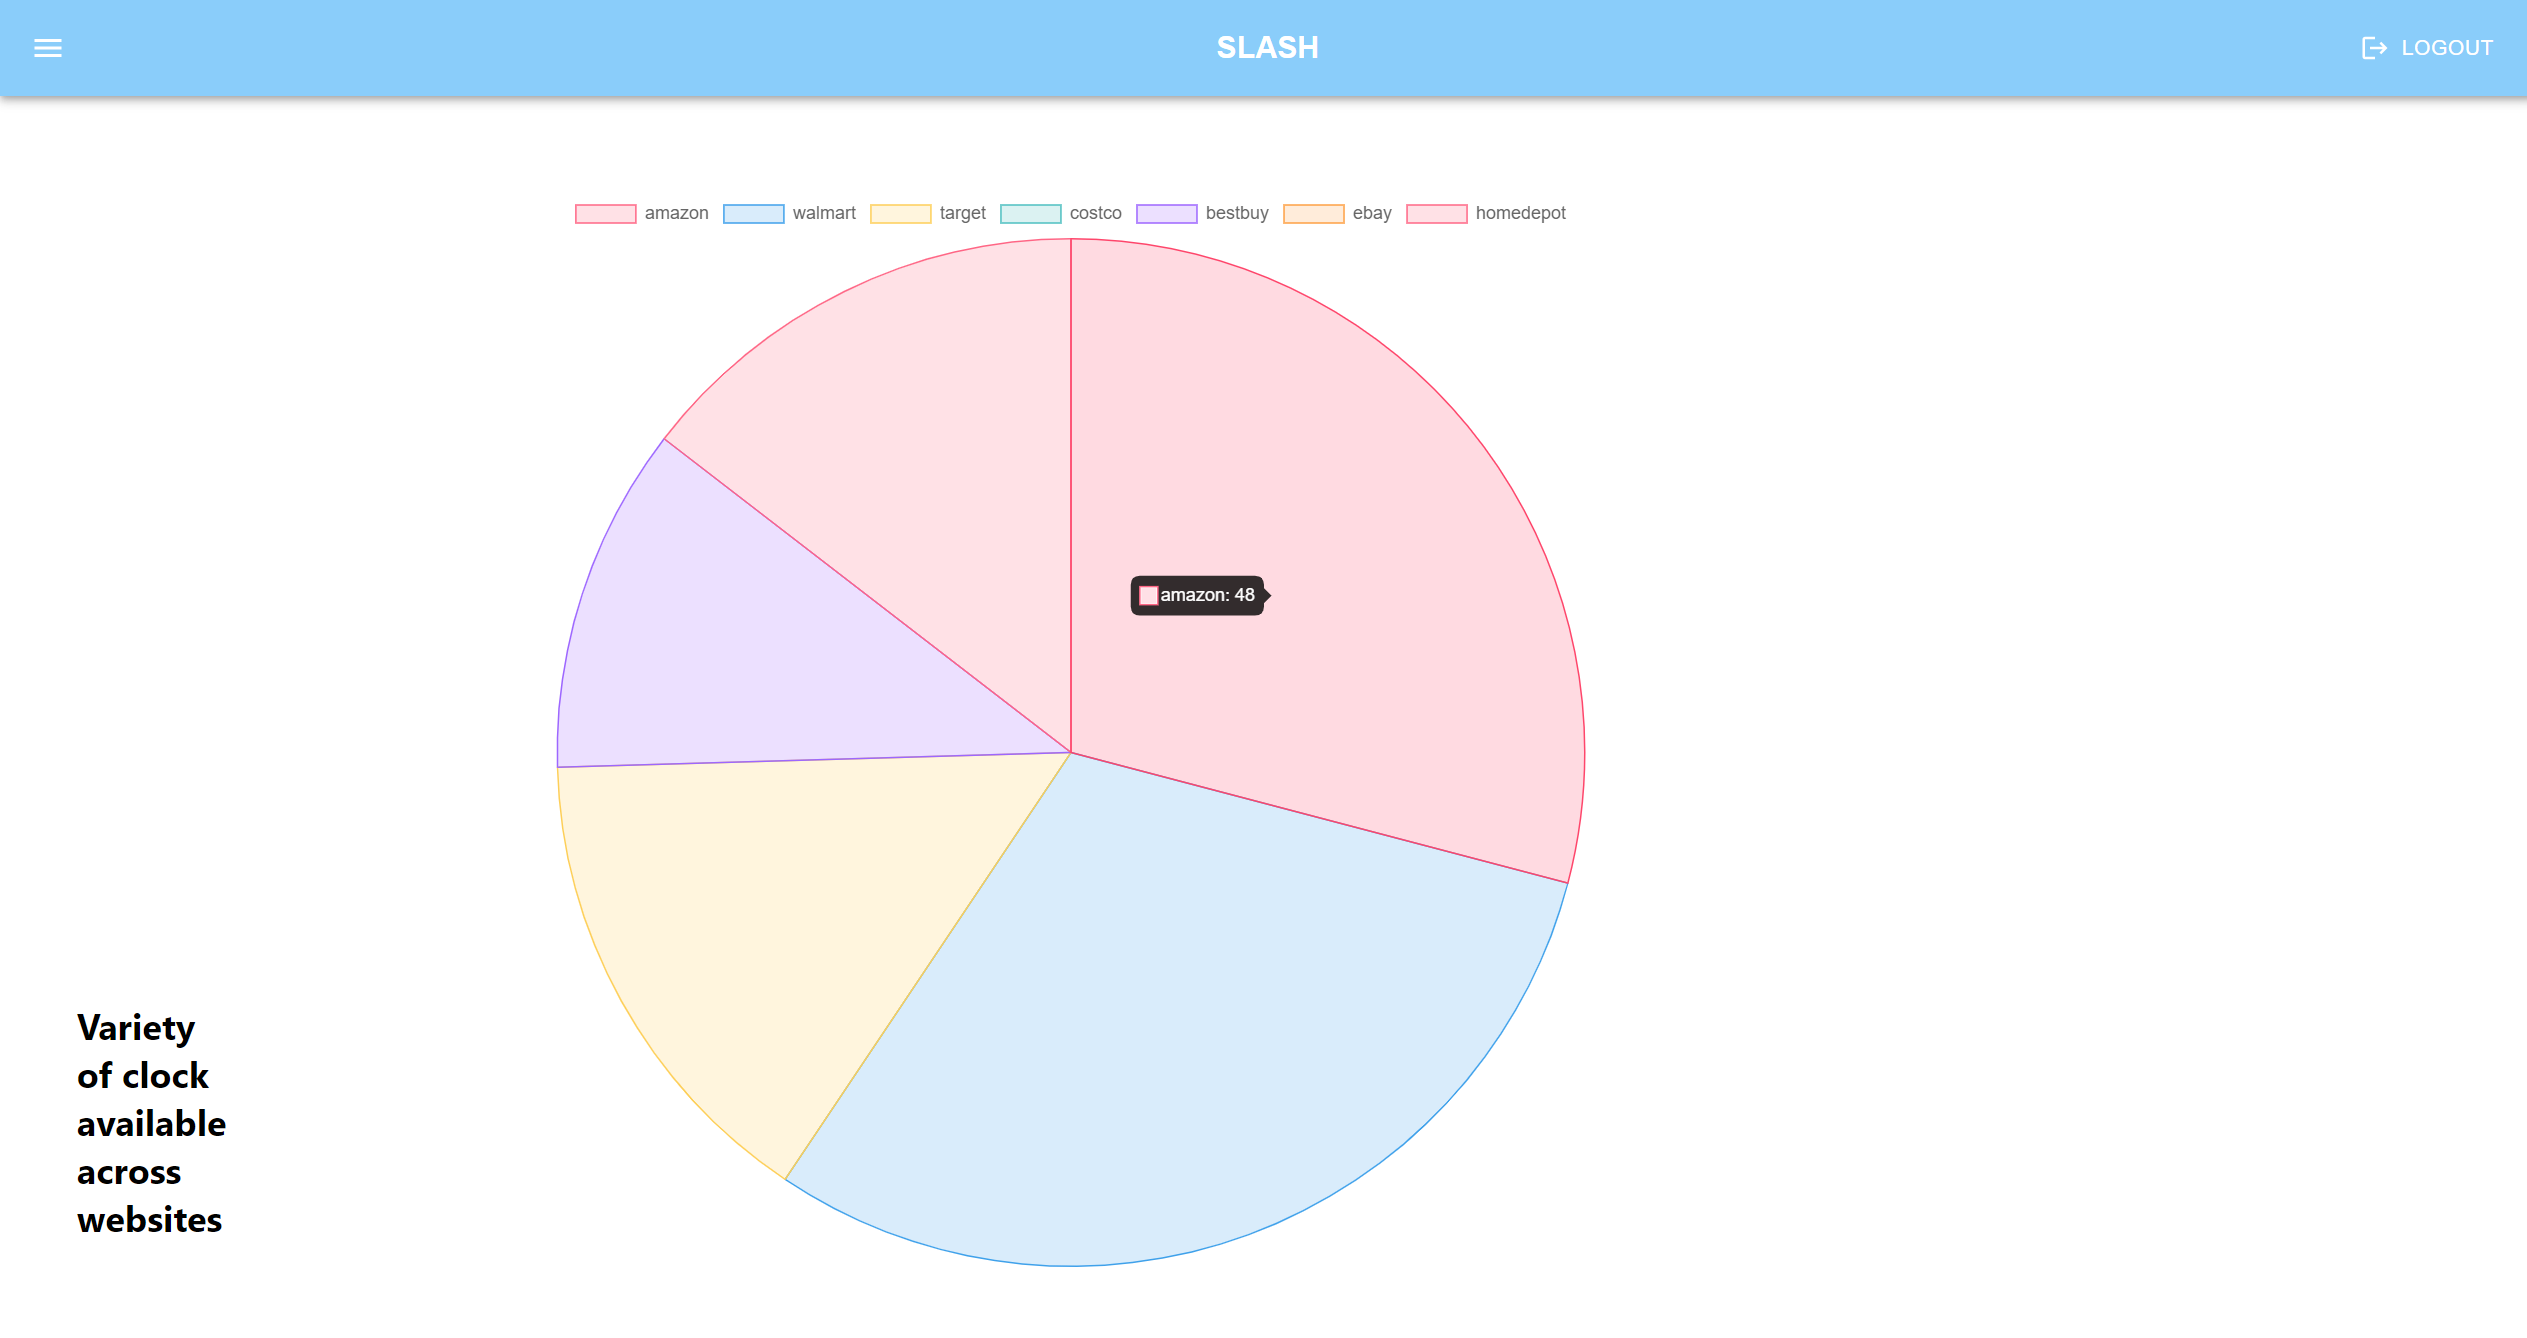 SLASH
LOGOUT
amazon walmart target costco bestbuy ebay homedepot
amazon: 48
Variety
of clock
available
across
websites